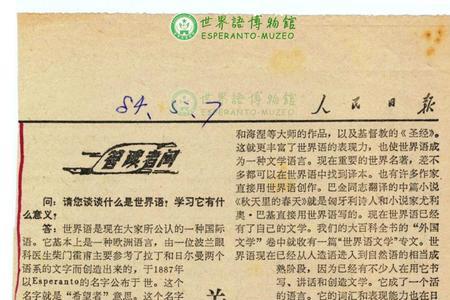 世界語博物館
ESPERANTO-MUZEO
世界語博物館
ESPERANTO-MUZEO
84. 5. 7
人民日报
答读者问
问：请您谈谈什么是世界语？学习它有
什么意义？
答：世界语是现在大家所公认的一种国际
语。它基本上是一种欧洲语言，由一位波兰眼
科医生柴门霍甫主要参考了拉丁和日尔曼两个
语系的文字而创造出来的，于1887年
以Esperanto的名字公布于世。这个
名字就是“希望者”意思。这个名
和海涅等大师的作品，以及基督教的《圣经》。
这就更丰富了世界语的表现力，也使世界语成
为一种文学语言。现在重要的世界名著，差不
多都可以在世界语中找到译本。也有许多作家
直接用世界语创作。巴金同志翻译的中篇小说
《秋天里的春天》就是匈牙利诗人和小说家尤利
奥·巴基直接用世界语写的。现在世界语已经
有了自己的文学。我们的大百科全书的“外国
文学”卷中就收有一篇“世界语文学”专文。世
界语现在已经从人造语进入到自然语的相当成
熟阶段，因为已经有不少人在用它书
写、讲话和创造文学。它成了一个活
的语言。它的词汇和表现能力也在日